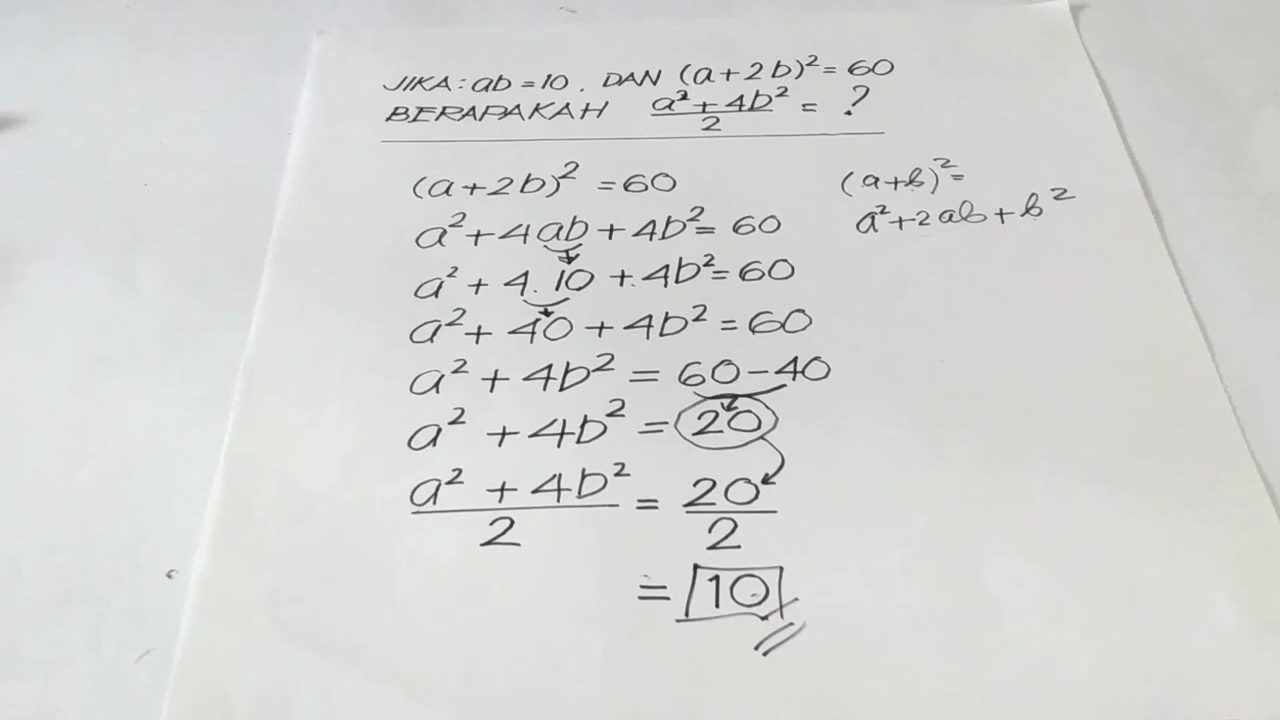 JIKA: ab = 10, DAN (a+2b)² = 60
BERAPAKAH (a² + 4b²)/2 = ?
(a+2b)² = 60
(a+b)² =
a² + 4ab + 4b² = 60
a² + 2ab + b²
a² + 4.10 + 4b² = 60
a² + 40 + 4b² = 60
a² + 4b² = 60 - 40
a² + 4b² = 20
(a² + 4b²)/2 = 20/2
= 10